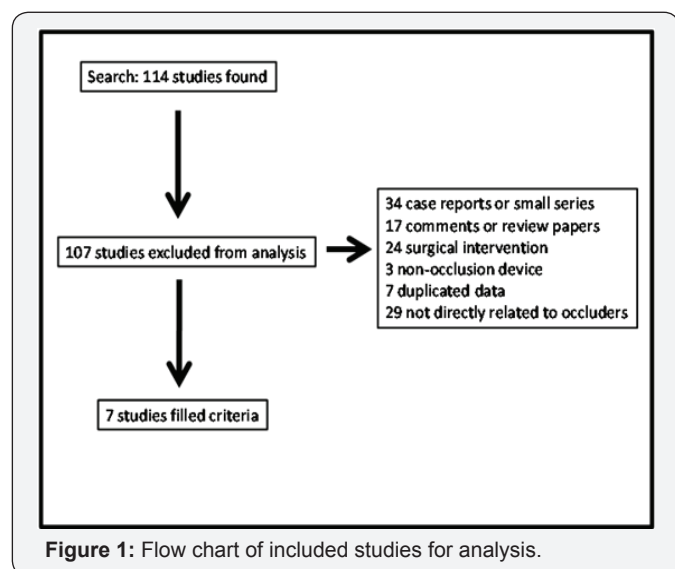 Search: 114 studies found
107 studies excluded from analysis
34 case reports or small series
17 comments or review papers
24 surgical intervention
3 non-occlusion device
7 duplicated data
29 not directly related to occluders
7 studies filled criteria
Figure 1: Flow chart of included studies for analysis.